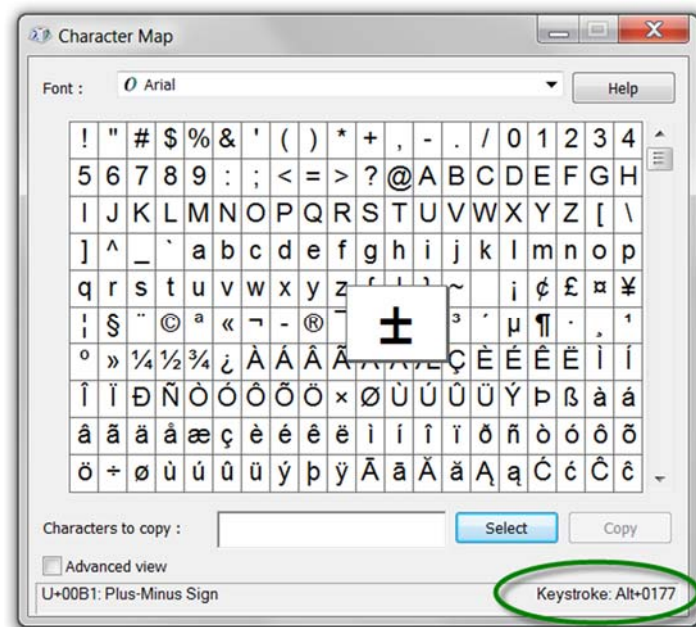 Character Map
Font : O Arial Help
! " # $ % & ' ( ) * + , - . / 0 1 2 3 4
5 6 7 8 9 : ; < = > ? @ A B C D E F G H
I J K L M N O P Q R S T U V W X Y Z [ \
] ^ _ ` a b c d e f g h i j k l m n o p
q r s t u v w x y z ~ ¡ ¢ £ ¤ ¥
¦ § ¨ © ª « ¬ - ® ¯ ± ³ ´ µ ¶ · ¸ ¹
º » ¼ ½ ¾ ¿ À Á Â Ã Ç È É Ê Ë Ì Í
Î Ï Ð Ñ Ò Ó Ô Õ Ö × Ø Ù Ú Û Ü Ý Þ ß à á
â ã ä å æ ç è é ê ë ì í î ï ð ñ ò ó ô õ
ö ÷ ø ù ú û ü ý þ ÿ Ā ā Ă ă Ą ą Ć ć Ĉ ĉ
Characters to copy : Select Copy
Advanced view
U+00B1: Plus-Minus Sign Keystroke: Alt+0177